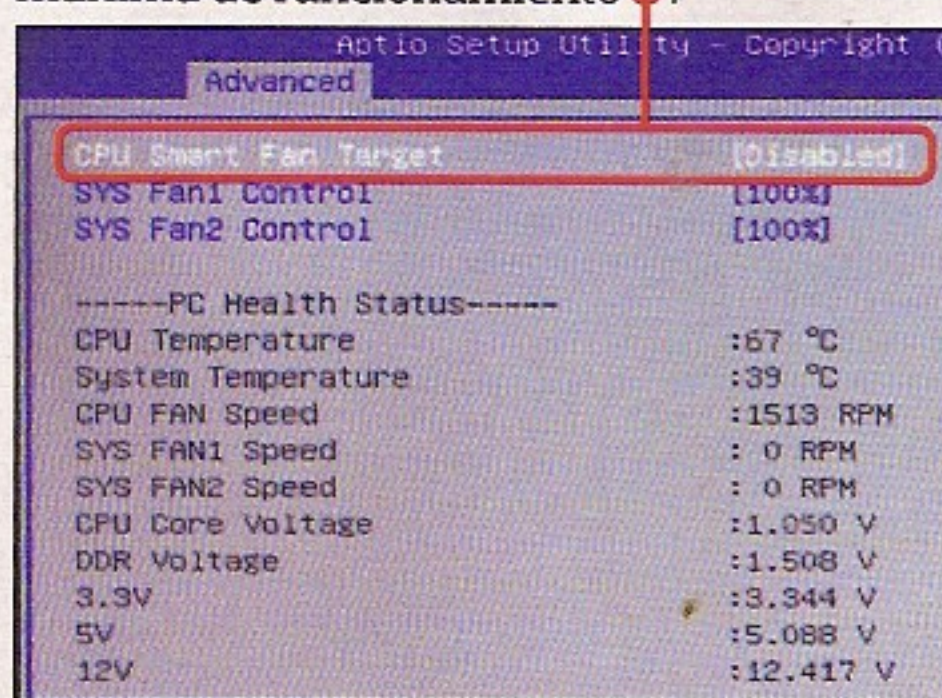 Aptio Setup Utility - Copyright
Advanced
CPU Smart Fan Target [Disabled]
SYS Fan1 Control [100%]
SYS Fan2 Control [100%]
-----PC Health Status-----
CPU Temperature :67 °C
System Temperature :39 °C
CPU FAN Speed :1513 RPM
SYS FAN1 Speed : 0 RPM
SYS FAN2 Speed : 0 RPM
CPU Core Voltage :1.050 V
DDR Voltage :1.508 V
3.3V :3.344 V
5V :5.088 V
12V :12.417 V